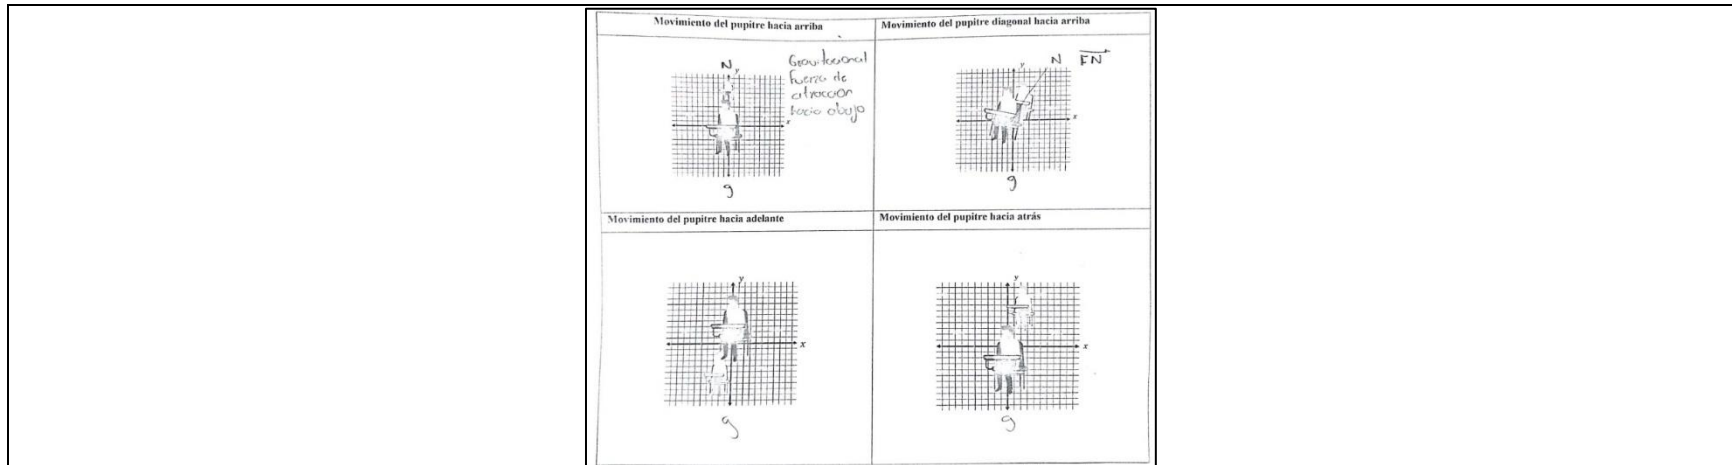 Movimiento del pupitre hacia arriba
Movimiento del pupitre diagonal hacia arriba
N
y
Gravitacional
Fuerza de
atracción
hacia abajo
x
g
y
N
EN
x
g
Movimiento del pupitre hacia adelante
Movimiento del pupitre hacia atrás
y
x
g
y
x
g